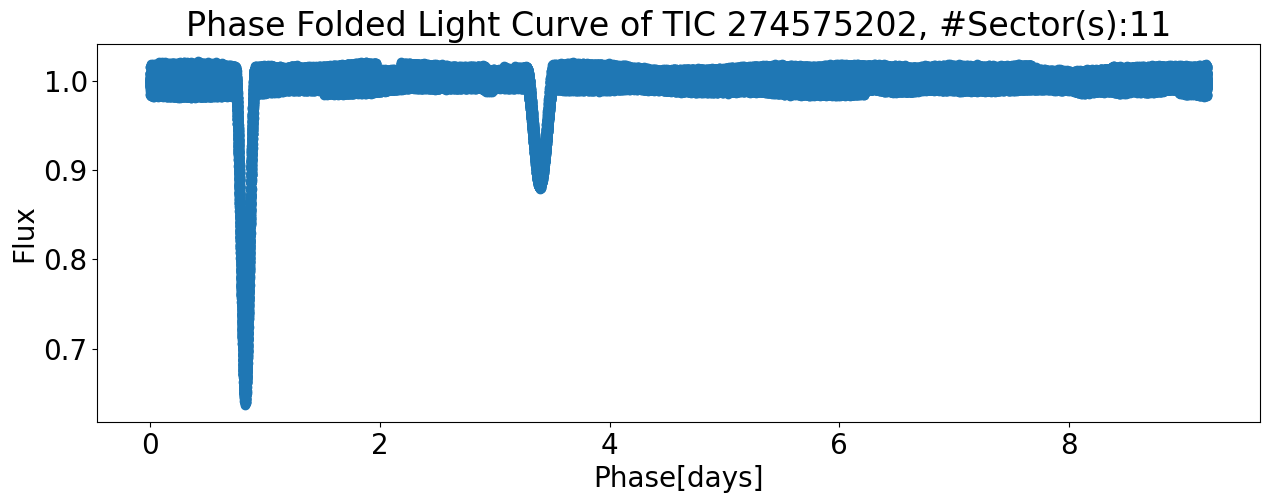 Phase Folded Light Curve of TIC 274575202, #Sector(s):11
1.0
0.9
0.8
0.7
Flux
0 2 4 6 8
Phase[days]